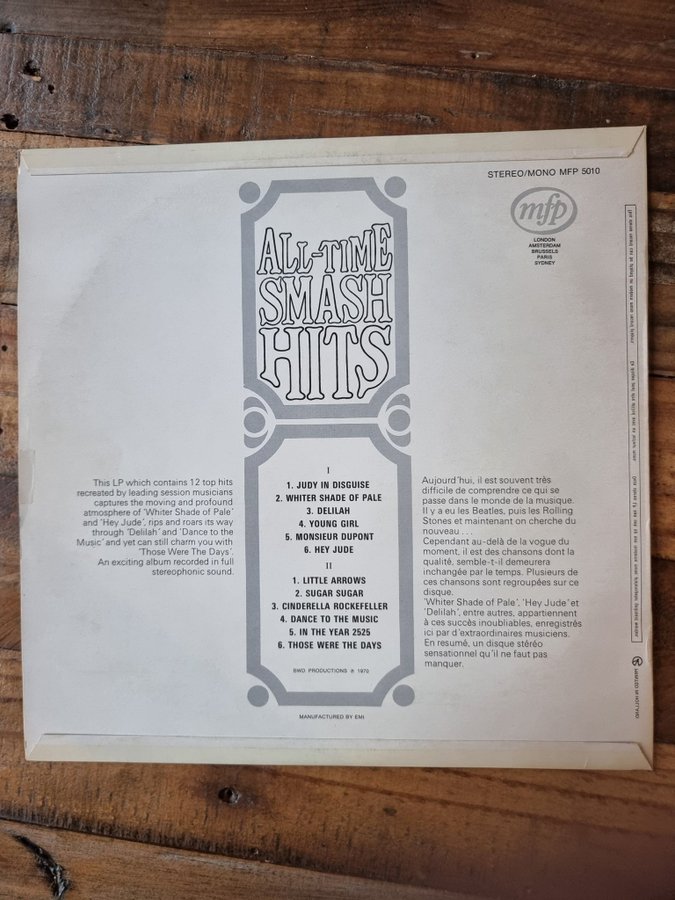 STEREO/MONO MFP 5010
mfp
LONDON
AMSTERDAM
BRUSSELS
PARIS
SYDNEY
ALL-TIME
SMASH
HITS
This LP which contains 12 top hits
recreated by leading session musicians
captures the moving and profound
atmosphere of 'Whiter Shade of Pale'
and 'Hey Jude', rips and roars its way
through 'Delilah' and 'Dance to the
Music' and yet can still charm you with
'Those Were The Days'.
An exciting album recorded in full
stereophonic sound.
I
1. JUDY IN DISGUISE
2. WHITER SHADE OF PALE
3. DELILAH
4. YOUNG GIRL
5. MONSIEUR DUPONT
6. HEY JUDE
II
1. LITTLE ARROWS
2. SUGAR SUGAR
3. CINDERELLA ROCKEFELLER
4. DANCE TO THE MUSIC
5. IN THE YEAR 2525
6. THOSE WERE THE DAYS
BWD PRODUCTIONS ℗ 1970
MANUFACTURED BY EMI
Aujourd'hui, il est souvent très
difficile de comprendre ce qui se
passe dans le monde de la musique.
Il y a eu les Beatles, puis les Rolling
Stones et maintenant on cherche du
nouveau . . .
Cependant au-delà de la vogue du
moment, il est des chansons dont la
qualité, semble-t-il demeurera
inchangée par le temps. Plusieurs de
ces chansons sont regroupées sur ce
disque.
'Whiter Shade of Pale', 'Hey Jude' et
'Delilah', entre autres, appartiennent
à ces succès inoubliables, enregistrés
ici par d'extraordinaires musiciens.
En resumé, un disque stéréo
sensationnel qu'il ne faut pas
manquer.
PRINTED IN HOLLAND